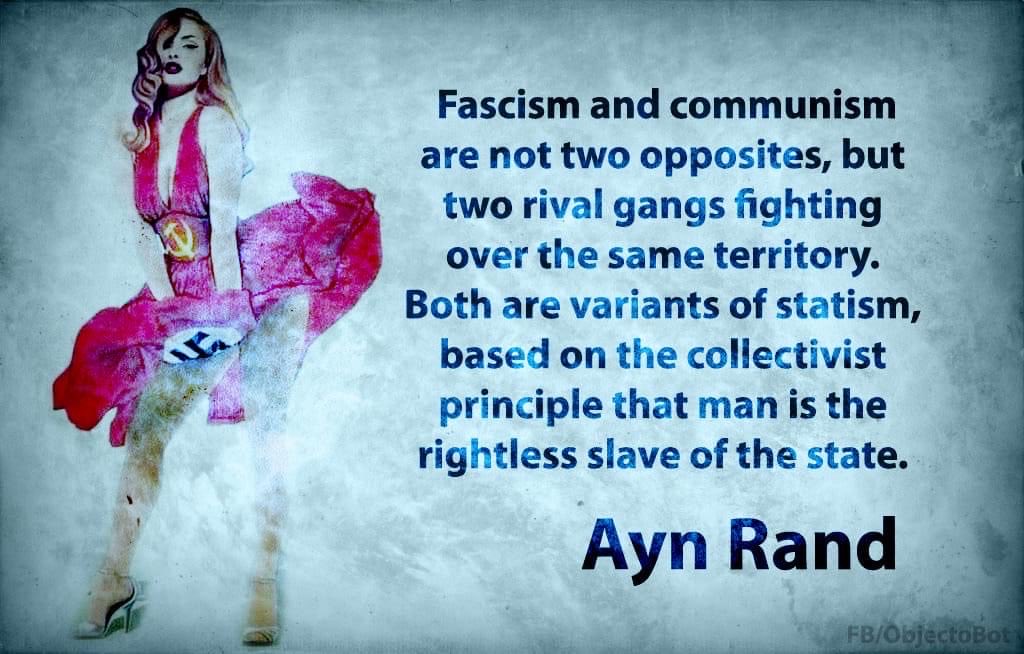 Fascism and communism
are not two opposites, but
two rival gangs fighting
over the same territory.
Both are variants of statism,
based on the collectivist
principle that man is the
rightless slave of the state.
Ayn Rand
FB/ObjectoBot